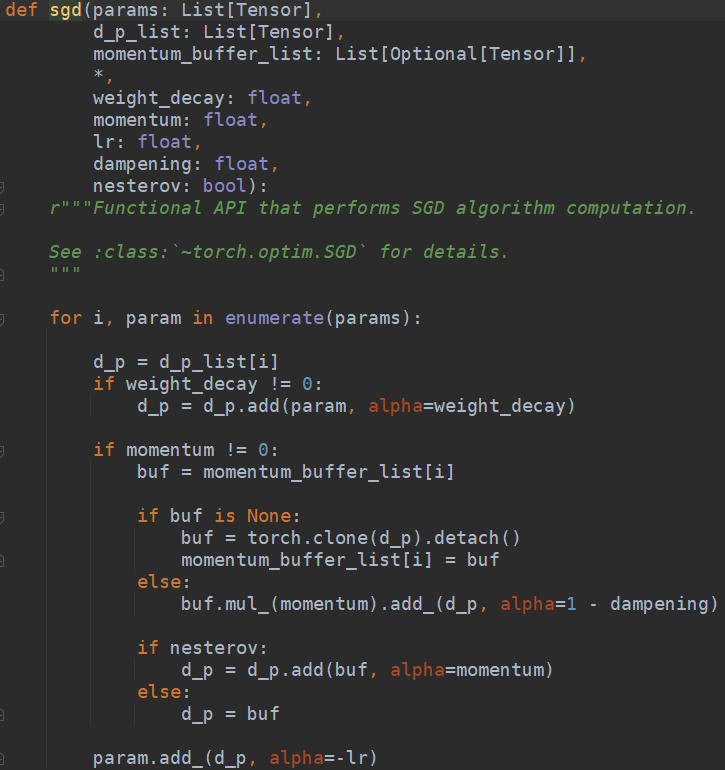 def sgd(params: List[Tensor],
        d_p_list: List[Tensor],
        momentum_buffer_list: List[Optional[Tensor]],
        *,
        weight_decay: float,
        momentum: float,
        lr: float,
        dampening: float,
        nesterov: bool):
    r"""Functional API that performs SGD algorithm computation.

    See :class:`~torch.optim.SGD` for details.
    """

    for i, param in enumerate(params):

        d_p = d_p_list[i]
        if weight_decay != 0:
            d_p = d_p.add(param, alpha=weight_decay)

        if momentum != 0:
            buf = momentum_buffer_list[i]

            if buf is None:
                buf = torch.clone(d_p).detach()
                momentum_buffer_list[i] = buf
            else:
                buf.mul_(momentum).add_(d_p, alpha=1 - dampening)

            if nesterov:
                d_p = d_p.add(buf, alpha=momentum)
            else:
                d_p = buf

        param.add_(d_p, alpha=-lr)